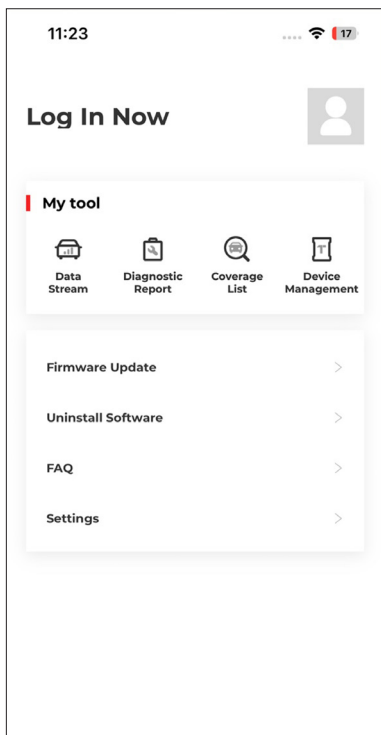 11:23
17
Log In Now
My tool
Data
Stream
Diagnostic
Report
Coverage
List
T
Device
Management
Firmware Update
Uninstall Software
FAQ
Settings